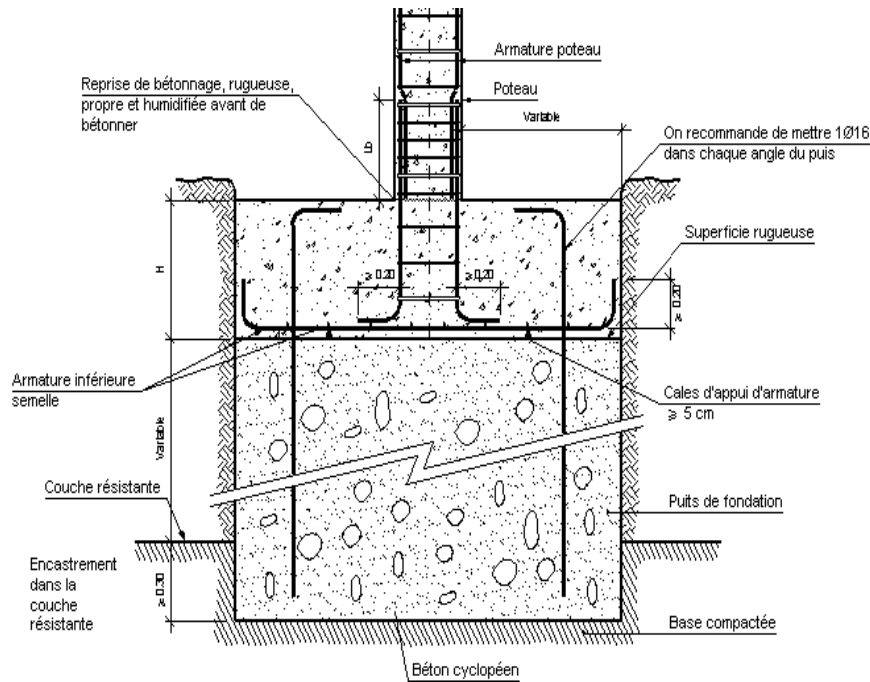 Armature poteau
Reprise de bétonnage, rugueuse,
propre et humidifiée avant de
bétonner
Poteau
Variable
Lb
On recommande de mettre 1Ø16
dans chaque angle du puis
Superficie rugueuse
H
≥ 0.20
≥ 0.20
≥ 0.20
Armature inférieure
semelle
Cales d'appui d'armature
≥ 5 cm
Variable
Couche résistante
Puits de fondation
Encastrement
dans la
couche
résistante
≥ 0.30
Base compactée
Béton cyclopéen